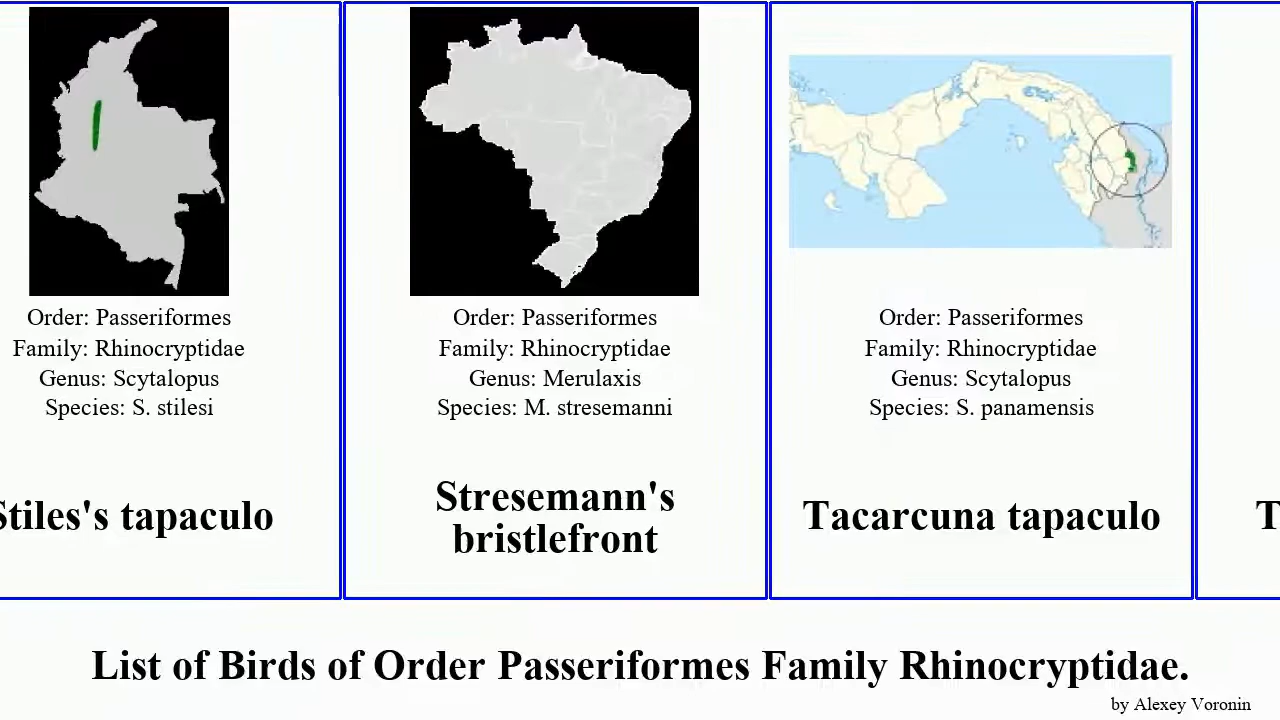 Order: Passeriformes
Family: Rhinocryptidae
Genus: Scytalopus
Species: S. stilesi
Stiles's tapaculo
Order: Passeriformes
Family: Rhinocryptidae
Genus: Merulaxis
Species: M. stresemanni
Stresemann's
bristlefront
Order: Passeriformes
Family: Rhinocryptidae
Genus: Scytalopus
Species: S. panamensis
Tacarcuna tapaculo
T
List of Birds of Order Passeriformes Family Rhinocryptidae.
by Alexey Voronin